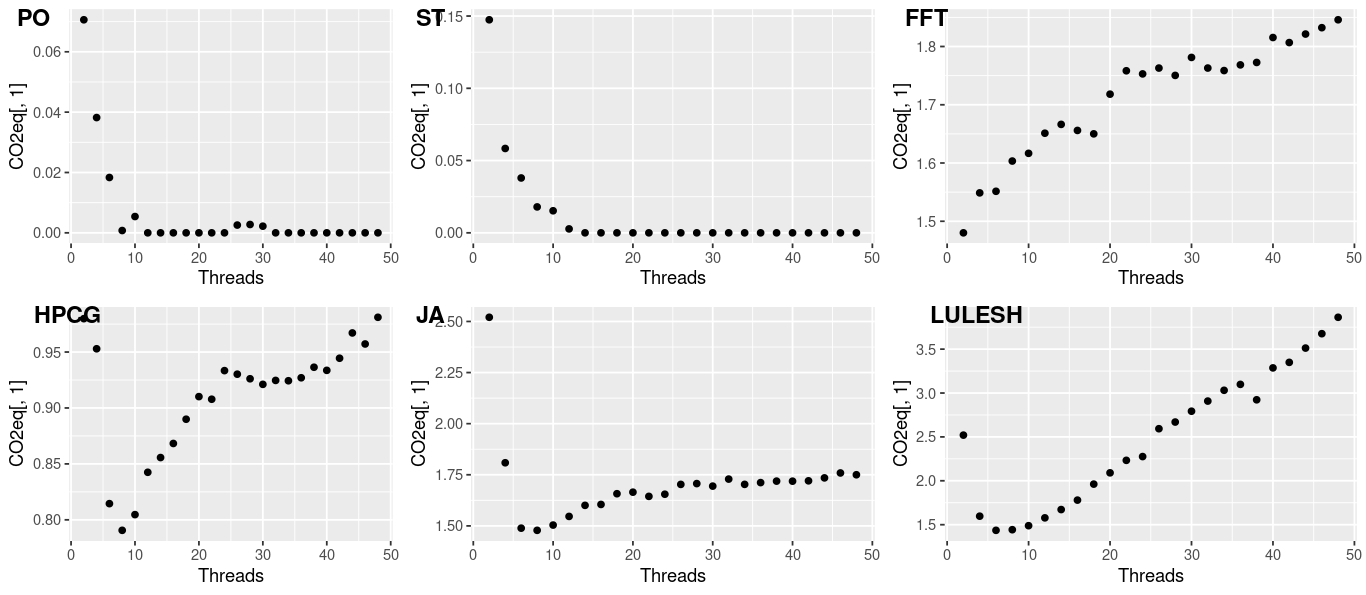 PO
CO2eq[, 1]
0.06
0.04
0.02
0.00
0 10 20 30 40 50
Threads
ST
CO2eq[, 1]
0.15
0.10
0.05
0.00
0 10 20 30 40 50
Threads
FFT
CO2eq[, 1]
1.8
1.7
1.6
1.5
0 10 20 30 40 50
Threads
HPCG
CO2eq[, 1]
0.95
0.90
0.85
0.80
0 10 20 30 40 50
Threads
JA
CO2eq[, 1]
2.50
2.25
2.00
1.75
1.50
0 10 20 30 40 50
Threads
LULESH
CO2eq[, 1]
3.5
3.0
2.5
2.0
1.5
0 10 20 30 40 50
Threads